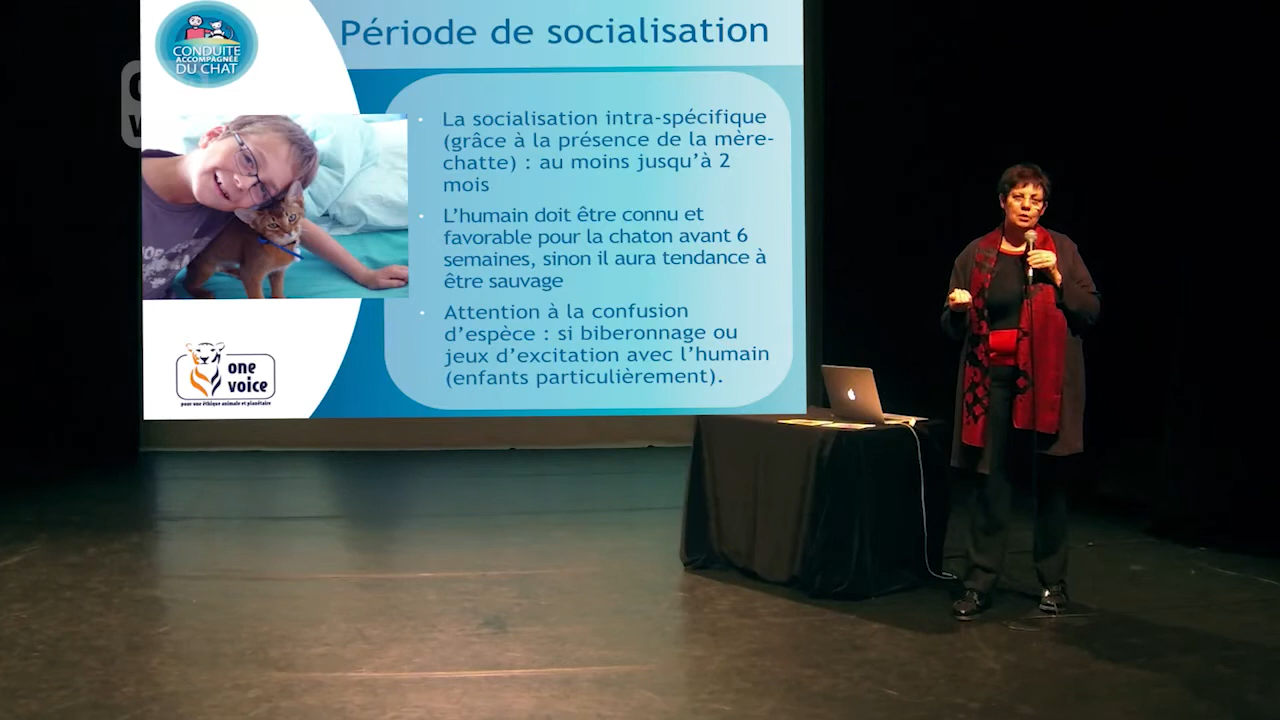 CONDUITE
ACCOMPAGNÉE
DU CHAT
Période de socialisation
La socialisation intra-spécifique
(grâce à la présence de la mère-
chatte) : au moins jusqu'à 2
mois
L'humain doit être connu et
favorable pour la chaton avant 6
semaines, sinon il aura tendance à
être sauvage
Attention à la confusion
d'espèce : si biberonnage ou
jeux d'excitation avec l'humain
(enfants particulièrement).
one
voice
pour une éthique animale et planétaire